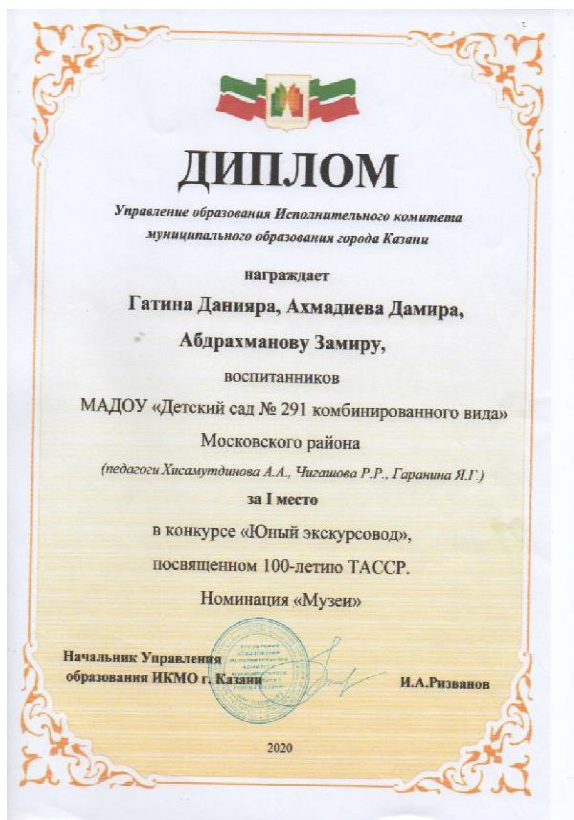 ДИПЛОМ
Управление образования Исполнительного комитета
муниципального образования города Казани
награждает
Гатина Данияра, Ахмадиева Дамира,
Абдрахманову Замиру,
воспитанников
МАДОУ «Детский сад № 291 комбинированного вида»
Московского района
(педагоги Хисамутдинова А.А., Чигашова Р.Р., Гаранина Я.Г.)
за I место
в конкурсе «Юный экскурсовод»,
посвященном 100-летию ТАССР.
Номинация «Музеи»
Начальник Управления
образования ИКМО г. Казани
И.А.Ризванов
2020